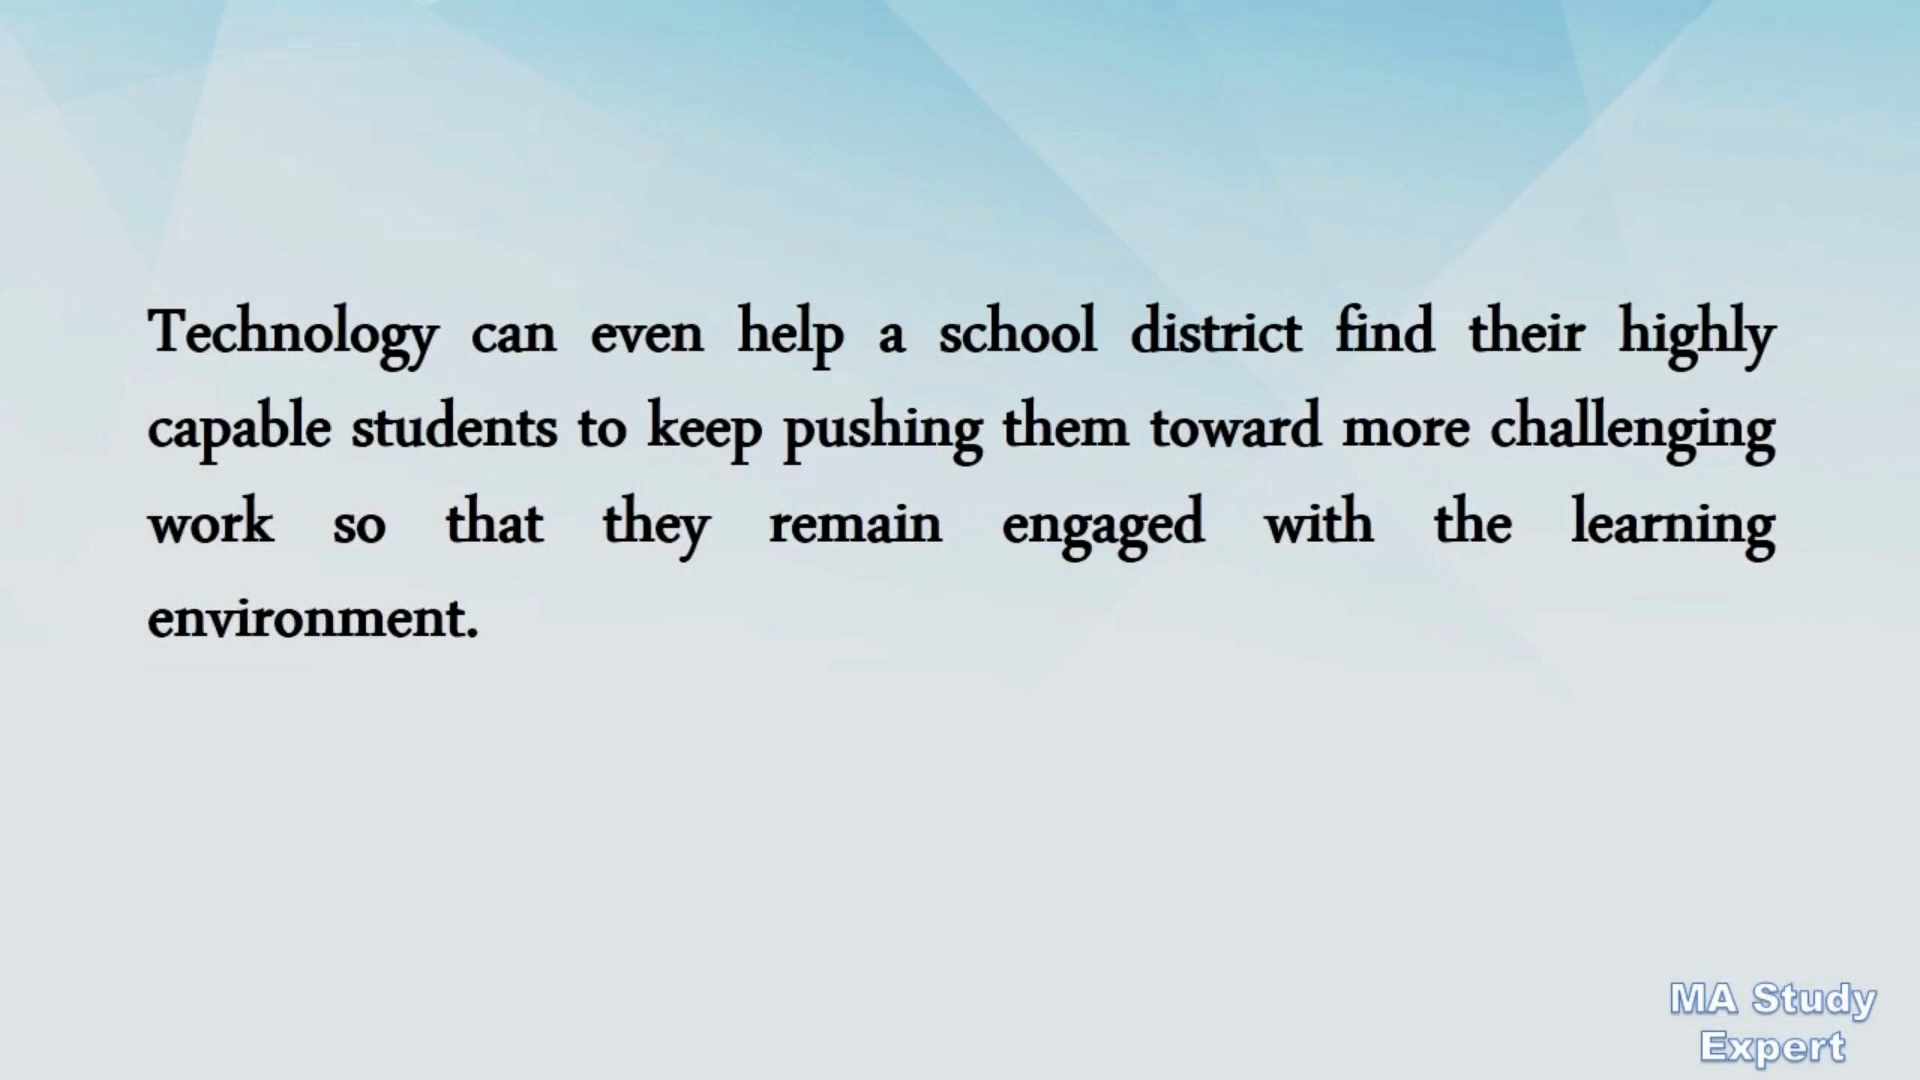 Technology can even help a school district find their highly
capable students to keep pushing them toward more challenging
work so that they remain engaged with the learning
environment.
MA Study
Expert